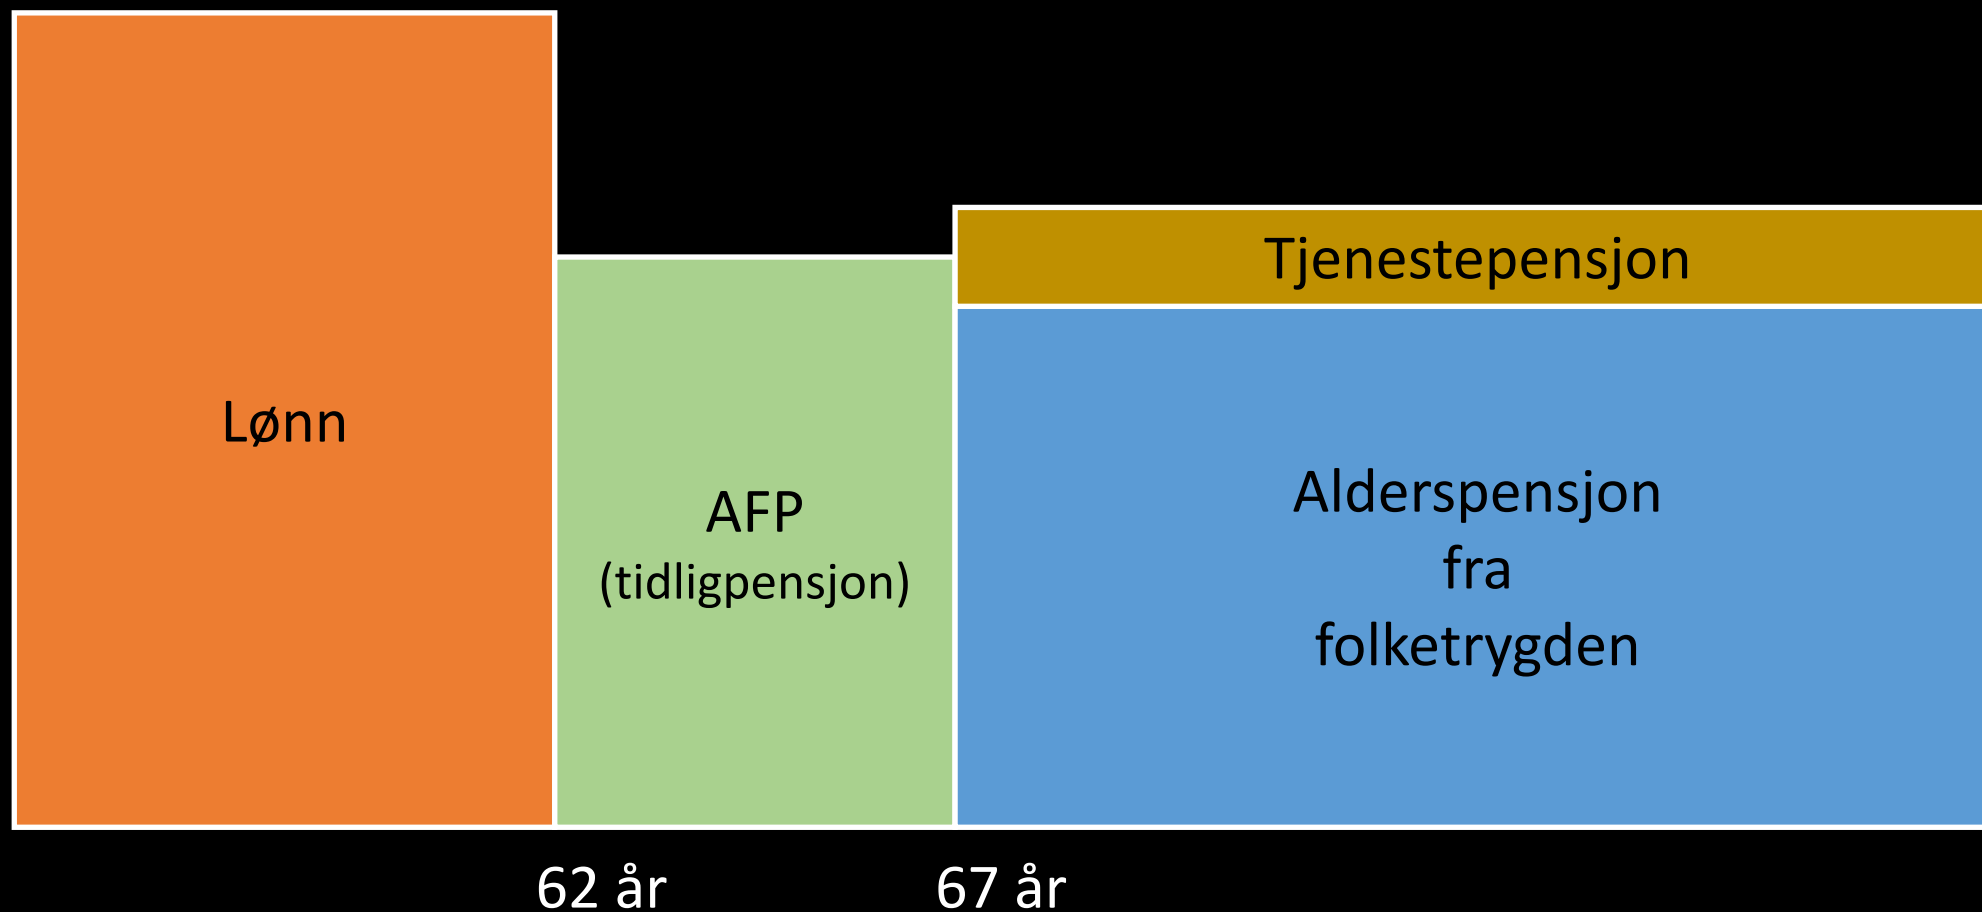 Lønn
AFP
(tidligpensjon)
Tjenestepensjon
Alderspensjon
fra
folketrygden
62 år
67 år